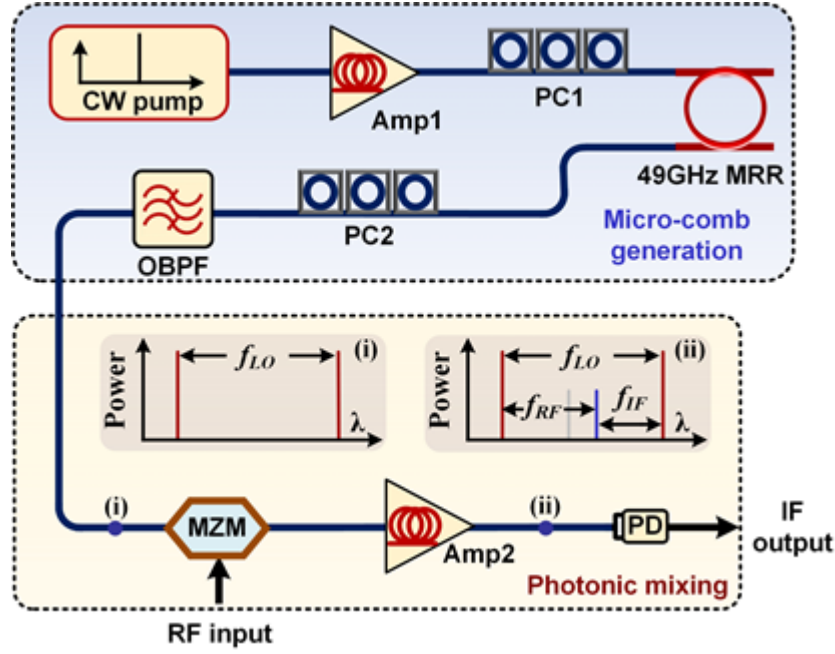 CW pump
Amp1
PC1
49GHz MRR
Micro-comb
generation
PC2
OBPF
Power
f_LO
(i)
λ
Power
f_LO
(ii)
f_RF
f_IF
λ
(i)
MZM
Amp2
(ii)
PD
IF
output
Photonic mixing
RF input